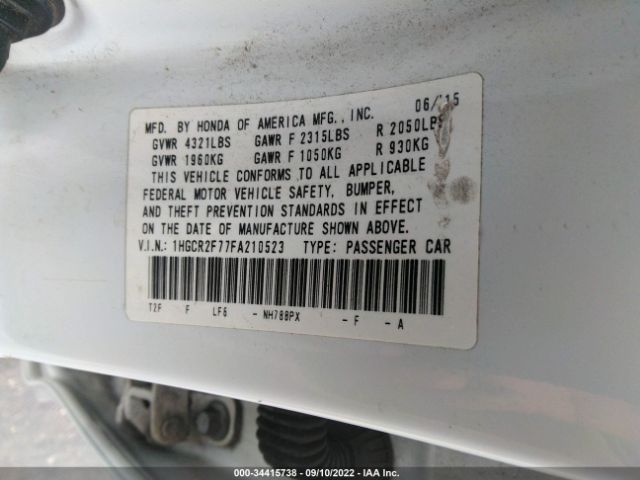 MFD. BY HONDA OF AMERICA MFG., INC. 06/15
GVWR 4321LBS GAWR F 2315LBS R 2050LBS
GVWR 1960KG GAWR F 1050KG R 930KG
THIS VEHICLE CONFORMS TO ALL APPLICABLE
FEDERAL MOTOR VEHICLE SAFETY, BUMPER,
AND THEFT PREVENTION STANDARDS IN EFFECT
ON THE DATE OF MANUFACTURE SHOWN ABOVE.
V.I.N.: 1HGCR2F77FA210523 TYPE: PASSENGER CAR
T2F F LF6 - NH788PX - F - A
000-34415738 - 09/10/2022 - IAA Inc.